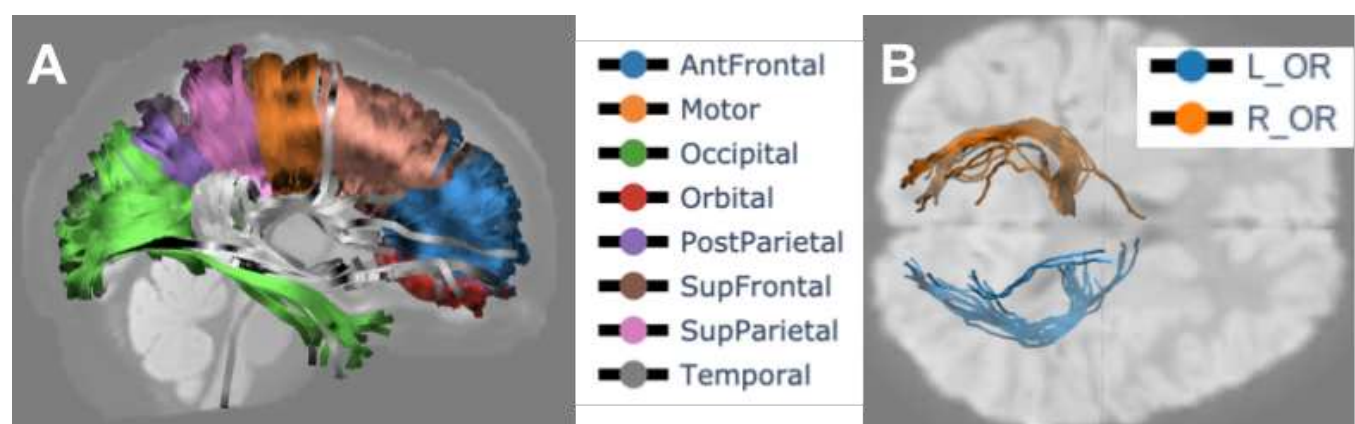 A
AntFrontal
Motor
Occipital
Orbital
PostParietal
SupFrontal
SupParietal
Temporal
B
L_OR
R_OR